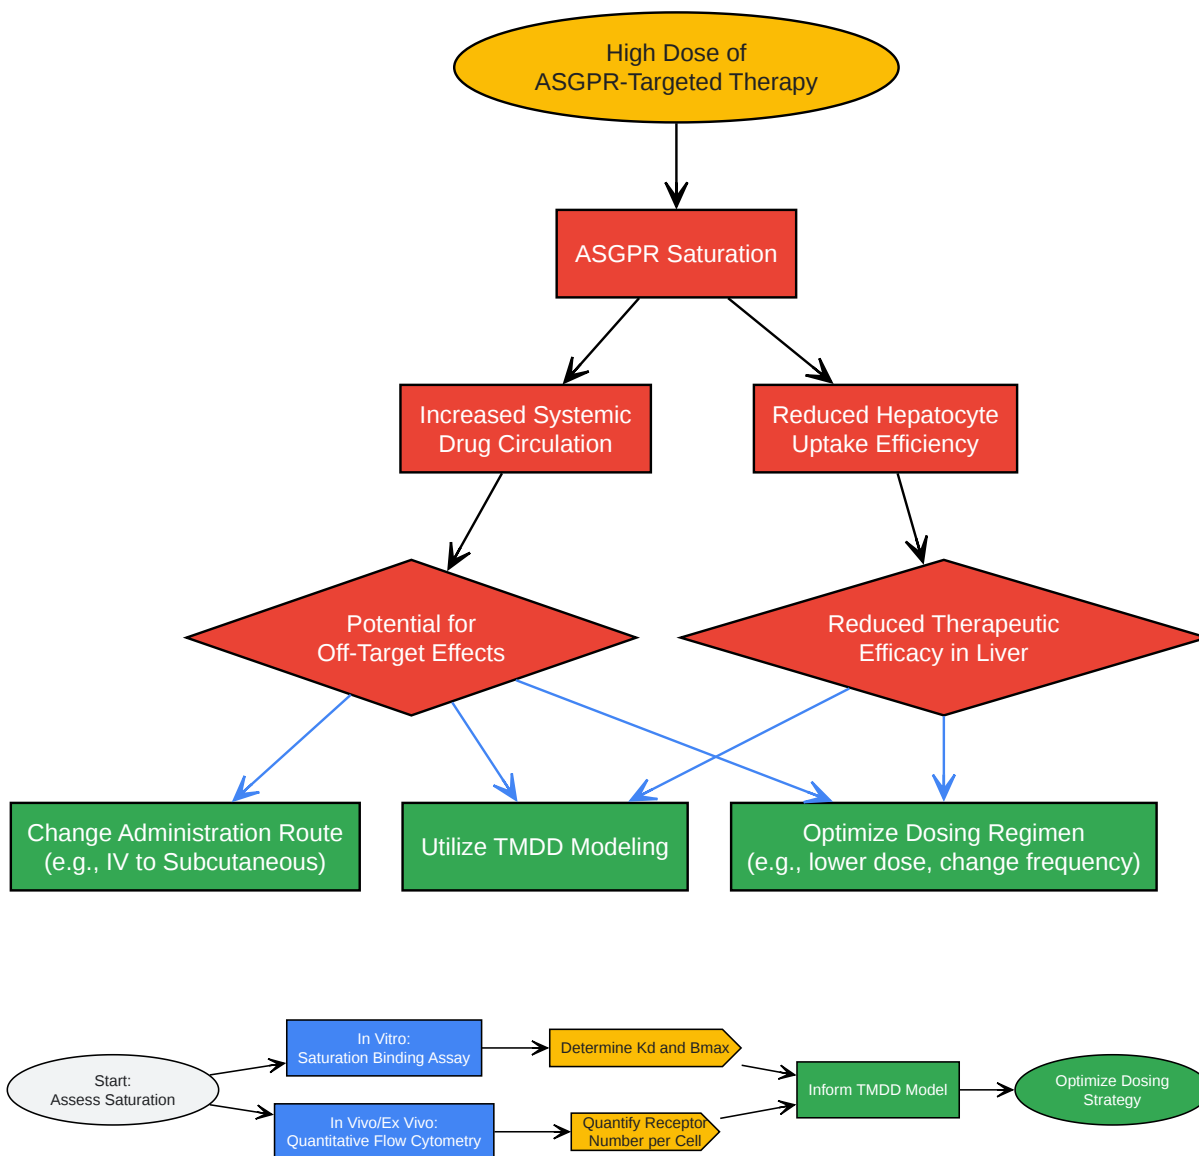 High Dose of
ASGPR-Targeted Therapy
ASGPR Saturation
Increased Systemic
Drug Circulation
Reduced Hepatocyte
Uptake Efficiency
Potential for
Off-Target Effects
Reduced Therapeutic
Efficacy in Liver
Change Administration Route
(e.g., IV to Subcutaneous)
Utilize TMDD Modeling
Optimize Dosing Regimen
(e.g., lower dose, change frequency)
Start:
Assess Saturation
In Vitro:
Saturation Binding Assay
Determine Kd and Bmax
In Vivo/Ex Vivo:
Quantitative Flow Cytometry
Quantify Receptor
Number per Cell
Inform TMDD Model
Optimize Dosing
Strategy